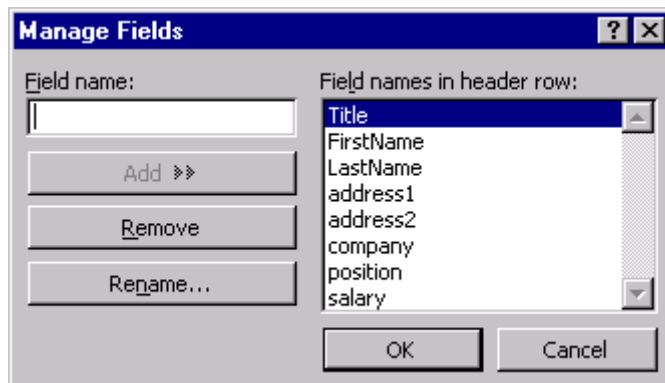 Manage Fields
Field name:
Add
Remove
Rename...
Field names in header row:
Title
FirstName
LastName
address1
address2
company
position
salary
OK
Cancel